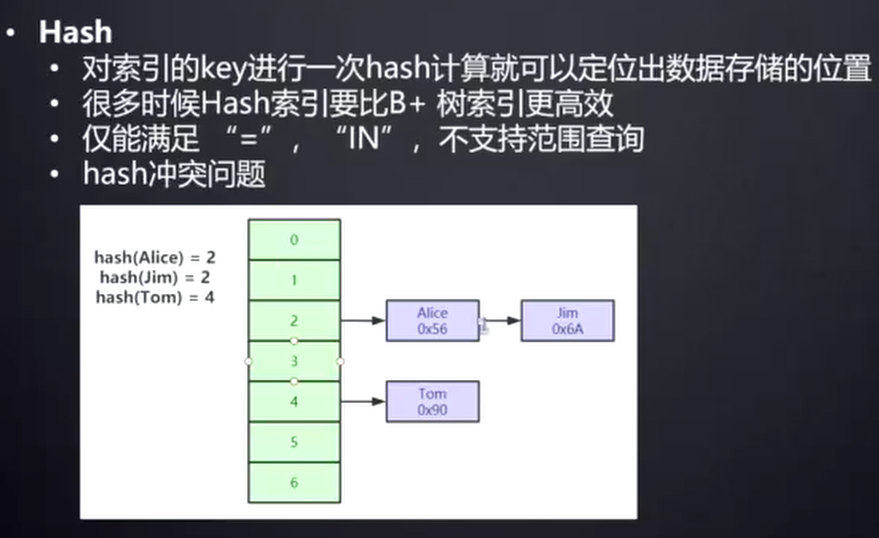 Hash
对索引的key进行一次hash计算就可以定位出数据存储的位置
很多时候Hash索引要比B+ 树索引更高效
仅能满足 “=”，“IN”，不支持范围查询
hash冲突问题
hash(Alice) = 2
hash(Jim) = 2
hash(Tom) = 4
0
1
2
3
4
5
6
Alice
0x56
Jim
0x6A
Tom
0x90